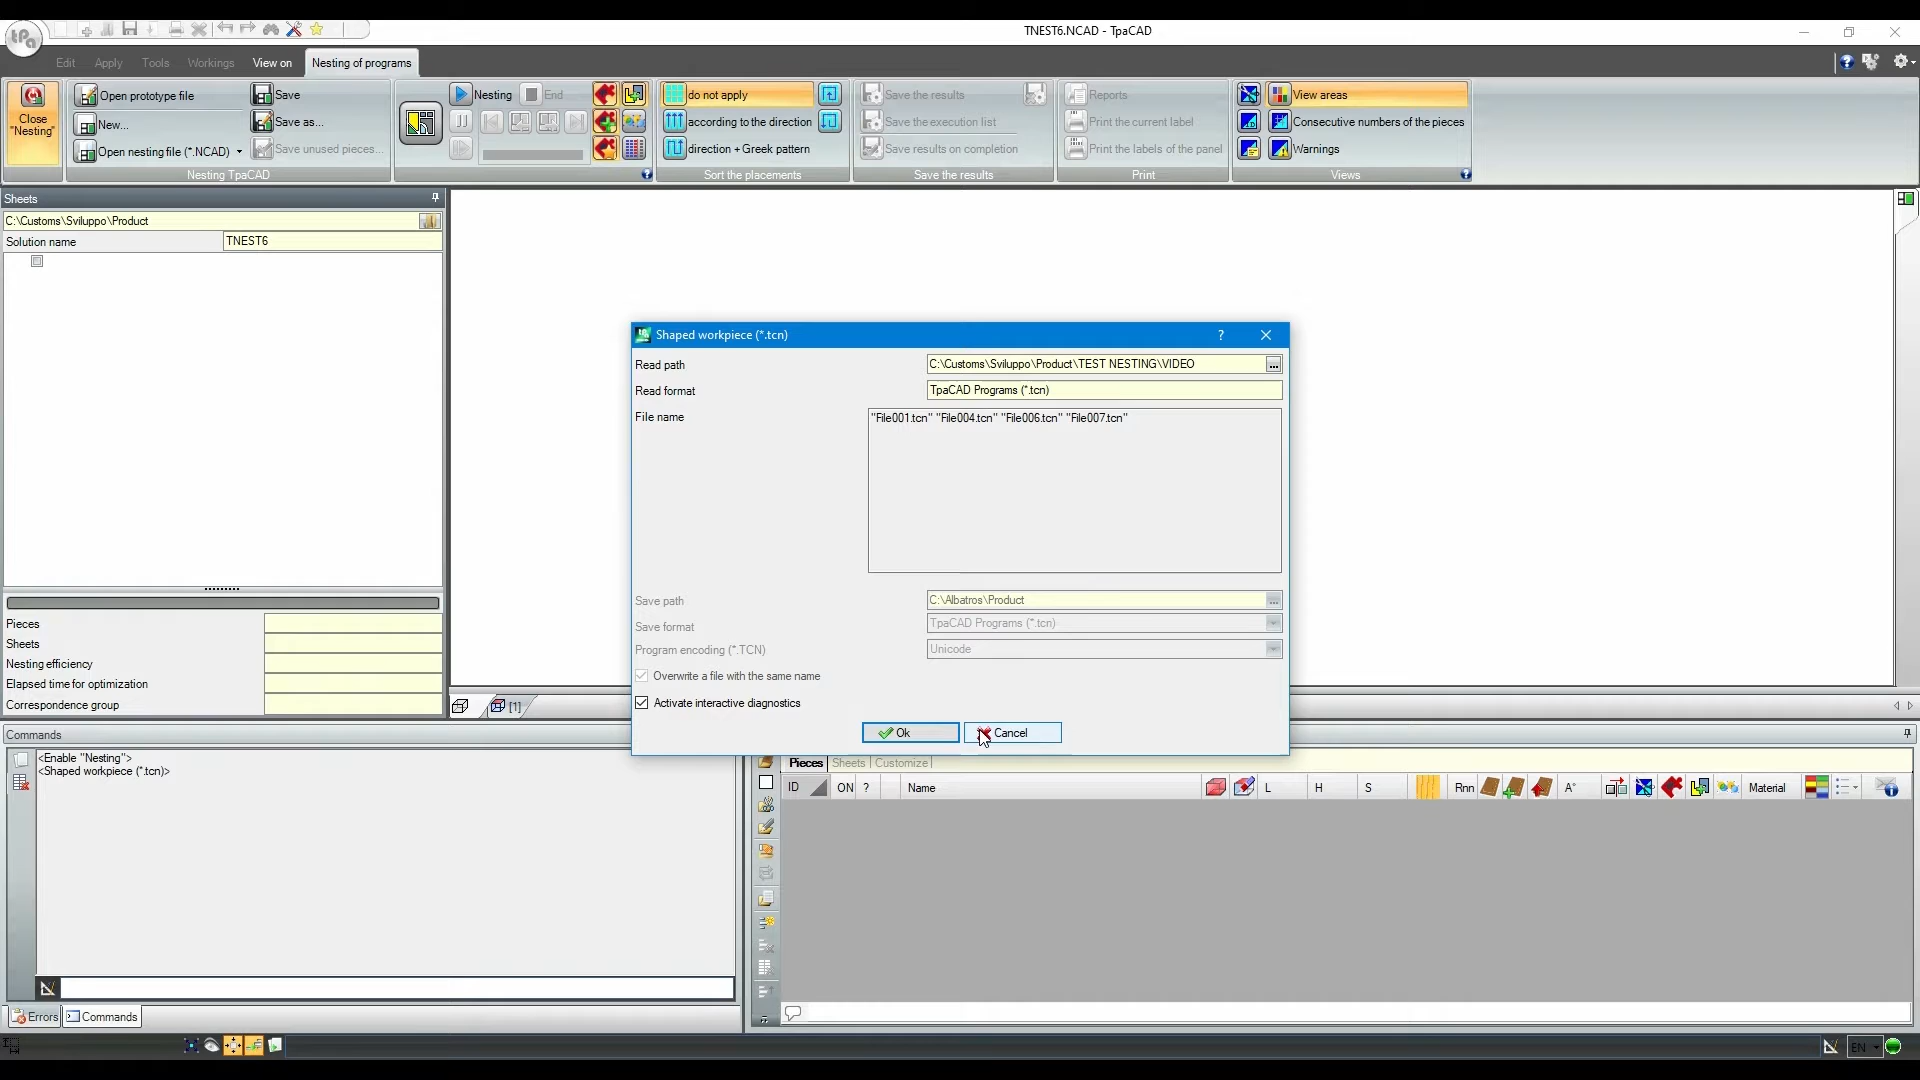 TNEST6.NCAD - TpaCAD
tpa
Edit Apply Tools Workings View on Nesting of programs
Close "Nesting"
Open prototype file
New...
Open nesting file (*.NCAD)
Save
Save as...
Save unused pieces...
Nesting TpaCAD
Nesting End
do not apply
according to the direction
direction + Greek pattern
Sort the placements
Save the results
Save the execution list
Save results on completion
Save the results
Reports
Print the current label
Print the labels of the panel
Print
View areas
Consecutive numbers of the pieces
Warnings
Views
Sheets
C:\Customs\Sviluppo\Product
Solution name TNEST6
Pieces
Sheets
Nesting efficiency
Elapsed time for optimization
Correspondence group
Shaped workpiece (*.tcn) ?
Read path C:\Customs\Sviluppo\Product\TEST NESTING\VIDEO ...
Read format TpaCAD Programs (*.tcn)
File name "File001.tcn" "File004.tcn" "File006.tcn" "File007.tcn"
Save path C:\Albatros\Product ...
Save format TpaCAD Programs (*.tcn)
Program encoding (*.TCN) Unicode
Overwrite a file with the same name
Activate interactive diagnostics
Ok Cancel
[1]
Commands
<Enable "Nesting">
<Shaped workpiece (*.tcn)>
Errors Commands
Pieces Sheets Customize
ID ON ? Name L H S Rnn A° Material
EN